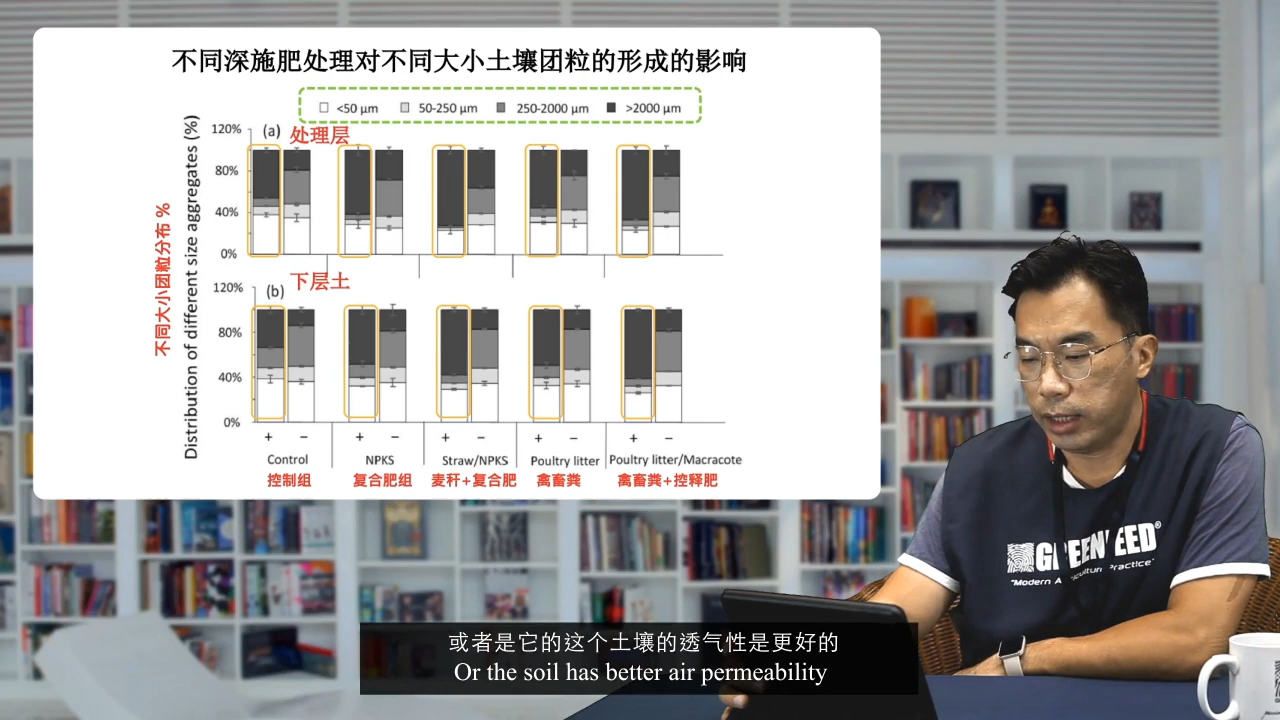 不同深施肥处理对不同大小土壤团粒的形成的影响
<50 μm 50-250 μm 250-2000 μm >2000 μm
不同大小团粒分布 %
Distribution of different size aggregates (%)
(a) 处理层
120%
80%
40%
0%
(b) 下层土
120%
80%
40%
0%
+ − + − + − + − + −
Control NPKS Straw/NPKS Poultry litter Poultry litter/Macracote
控制组 复合肥组 麦秆+复合肥 禽畜粪 禽畜粪+控释肥
或者是它的这个土壤的透气性是更好的
Or the soil has better air permeability